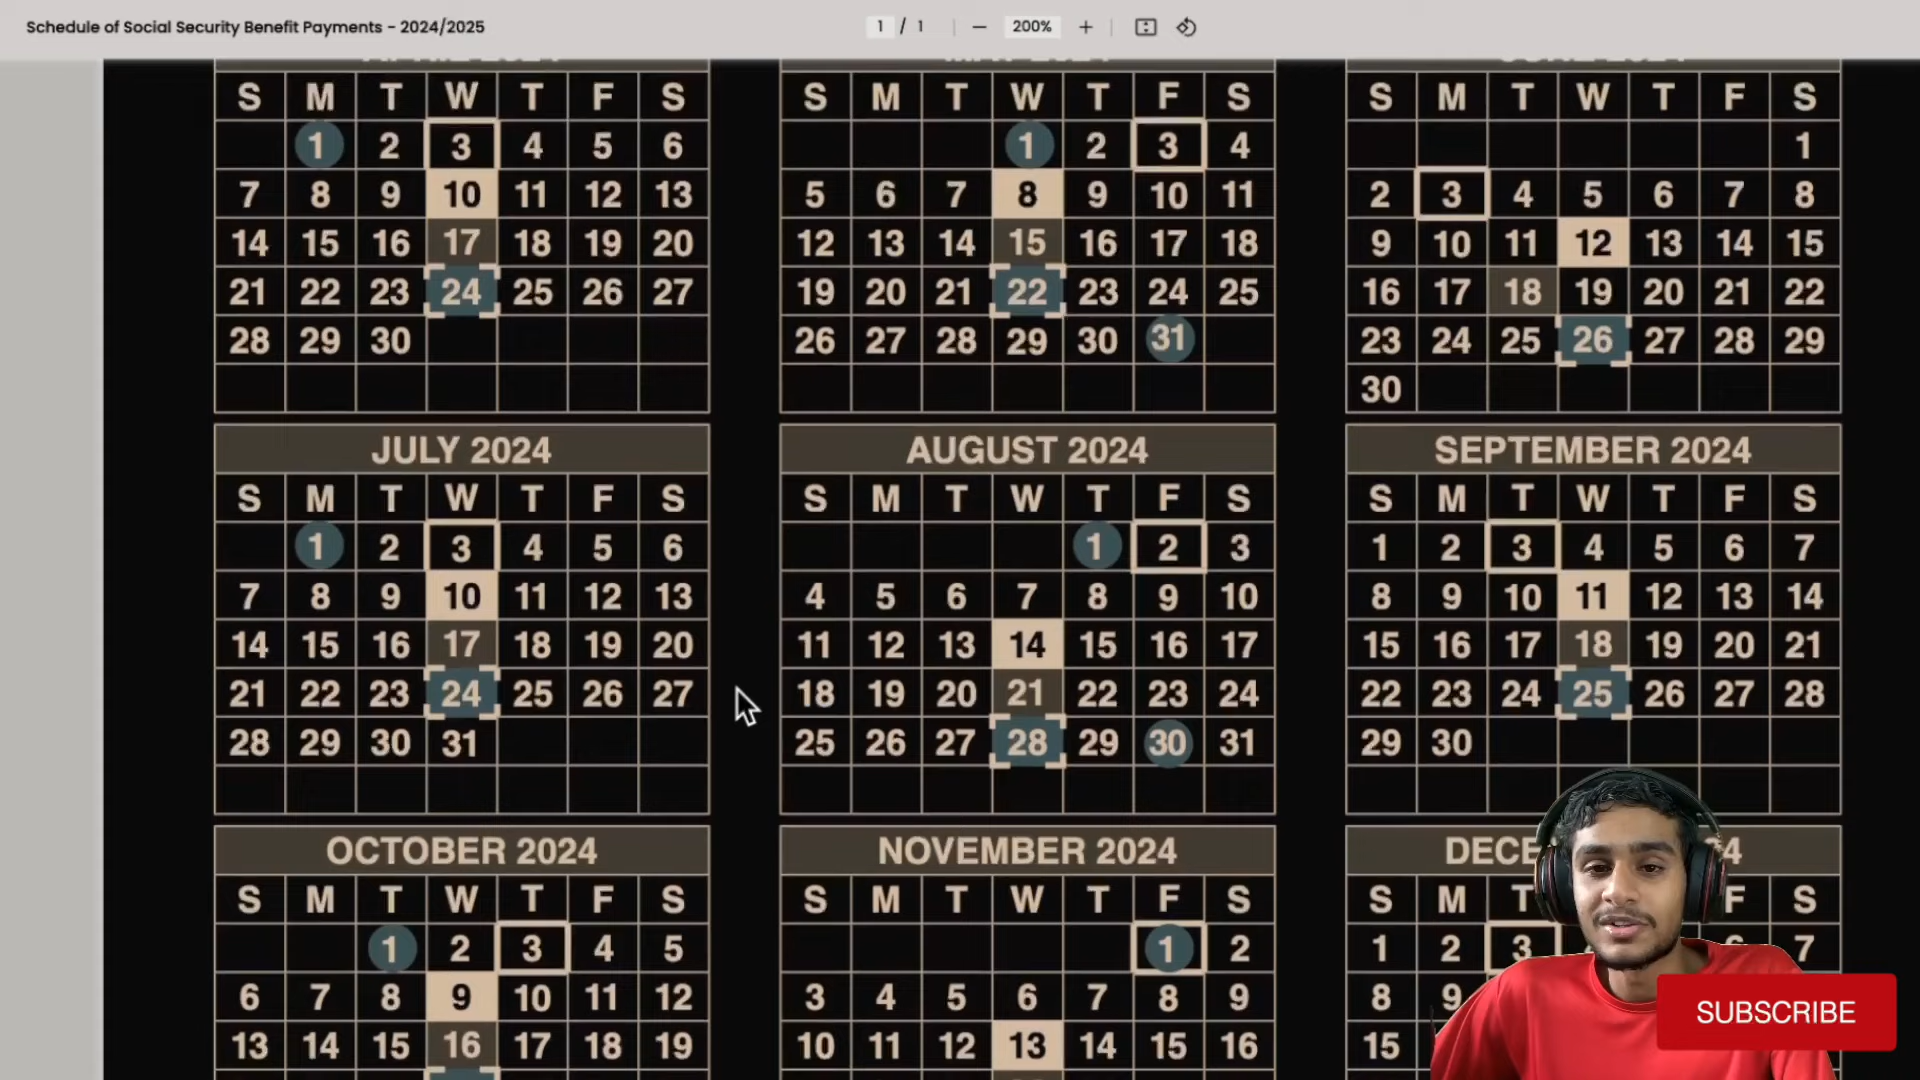 Schedule of Social Security Benefit Payments - 2024/2025
1 / 1
200%
S M T W T F S
1 2 3 4 5 6
7 8 9 10 11 12 13
14 15 16 17 18 19 20
21 22 23 24 25 26 27
28 29 30
S M T W T F S
1 2 3 4
5 6 7 8 9 10 11
12 13 14 15 16 17 18
19 20 21 22 23 24 25
26 27 28 29 30 31
S M T W T F S
1
2 3 4 5 6 7 8
9 10 11 12 13 14 15
16 17 18 19 20 21 22
23 24 25 26 27 28 29
30
JULY 2024
S M T W T F S
1 2 3 4 5 6
7 8 9 10 11 12 13
14 15 16 17 18 19 20
21 22 23 24 25 26 27
28 29 30 31
AUGUST 2024
S M T W T F S
1 2 3
4 5 6 7 8 9 10
11 12 13 14 15 16 17
18 19 20 21 22 23 24
25 26 27 28 29 30 31
SEPTEMBER 2024
S M T W T F S
1 2 3 4 5 6 7
8 9 10 11 12 13 14
15 16 17 18 19 20 21
22 23 24 25 26 27 28
29 30
OCTOBER 2024
S M T W T F S
1 2 3 4 5
6 7 8 9 10 11 12
13 14 15 16 17 18 19
NOVEMBER 2024
S M T W T F S
1 2
3 4 5 6 7 8 9
10 11 12 13 14 15 16
DECE 4
S M T F S
1 2 3 7
8 9
15
SUBSCRIBE